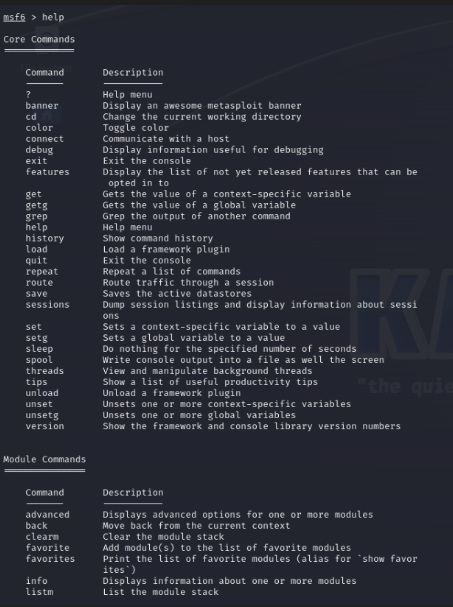 msf6 > help
Core Commands
Command Description
? Help menu
banner Display an awesome metasploit banner
cd Change the current working directory
color Toggle color
connect Communicate with a host
debug Display information useful for debugging
exit Exit the console
features Display the list of not yet released features that can be
opted in to
get Gets the value of a context-specific variable
getg Gets the value of a global variable
grep Grep the output of another command
help Help menu
history Show command history
load Load a framework plugin
quit Exit the console
repeat Repeat a list of commands
route Route traffic through a session
save Saves the active datastores
sessions Dump session listings and display information about sessi
ons
set Sets a context-specific variable to a value
setg Sets a global variable to a value
sleep Do nothing for the specified number of seconds
spool Write console output into a file as well the screen
threads View and manipulate background threads
tips Show a list of useful productivity tips
unload Unload a framework plugin
unset Unsets one or more context-specific variables
unsetg Unsets one or more global variables
version Show the framework and console library version numbers
KA
"the quie
Module Commands
Command Description
advanced Displays advanced options for one or more modules
back Move back from the current context
clearm Clear the module stack
favorite Add module(s) to the list of favorite modules
favorites Print the list of favorite modules (alias for `show favor
ites`)
info Displays information about one or more modules
listm List the module stack